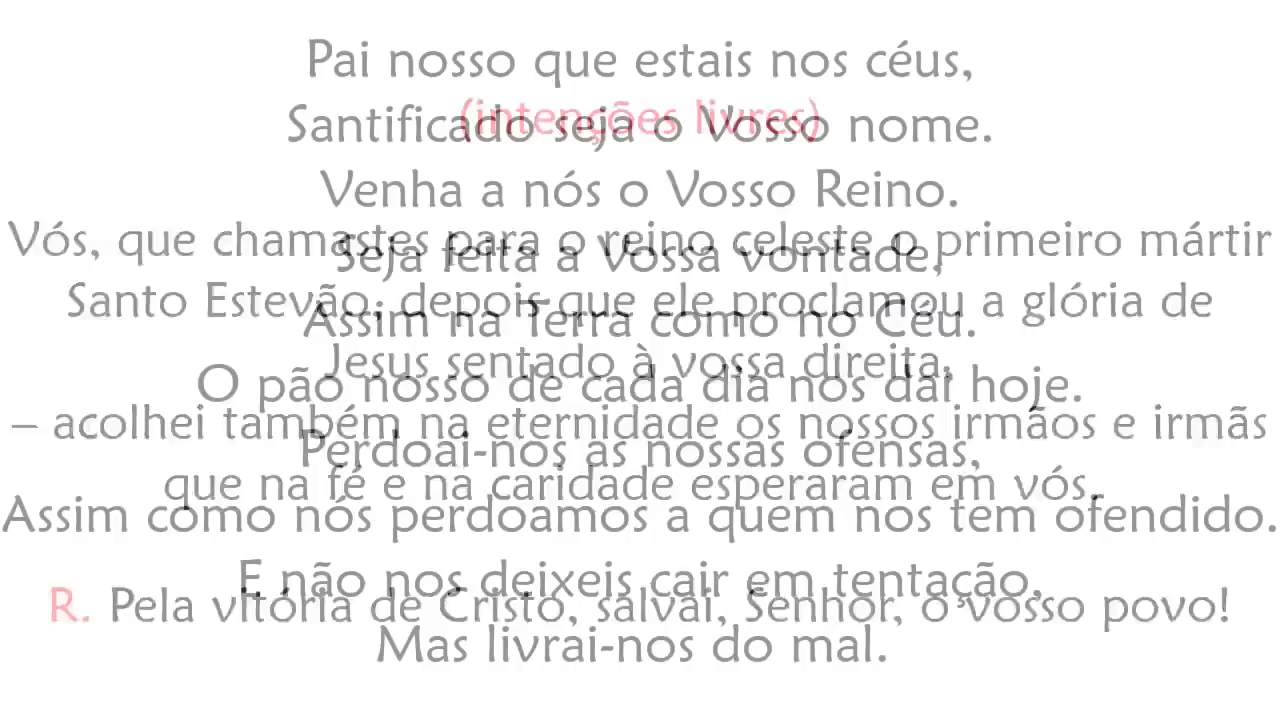 Pai nosso que estais nos céus,
(intenções livres)
Santificado seja o Vosso nome.
Venha a nós o Vosso Reino.
Vós, que chamastes para o reino celeste o primeiro mártir
Seja feita a Vossa vontade,
Santo Estevão, depois que ele proclamou a glória de
Assim na Terra como no Céu.
Jesus sentado à vossa direita,
O pão nosso de cada dia nos dai hoje.
– acolhei também na eternidade os nossos irmãos e irmãs
Perdoai-nos as nossas ofensas,
que na fé e na caridade esperaram em vós.
Assim como nós perdoamos a quem nos tem ofendido.
E não nos deixeis cair em tentação,
R. Pela vitória de Cristo, salvai, Senhor, o vosso povo!
Mas livrai-nos do mal.